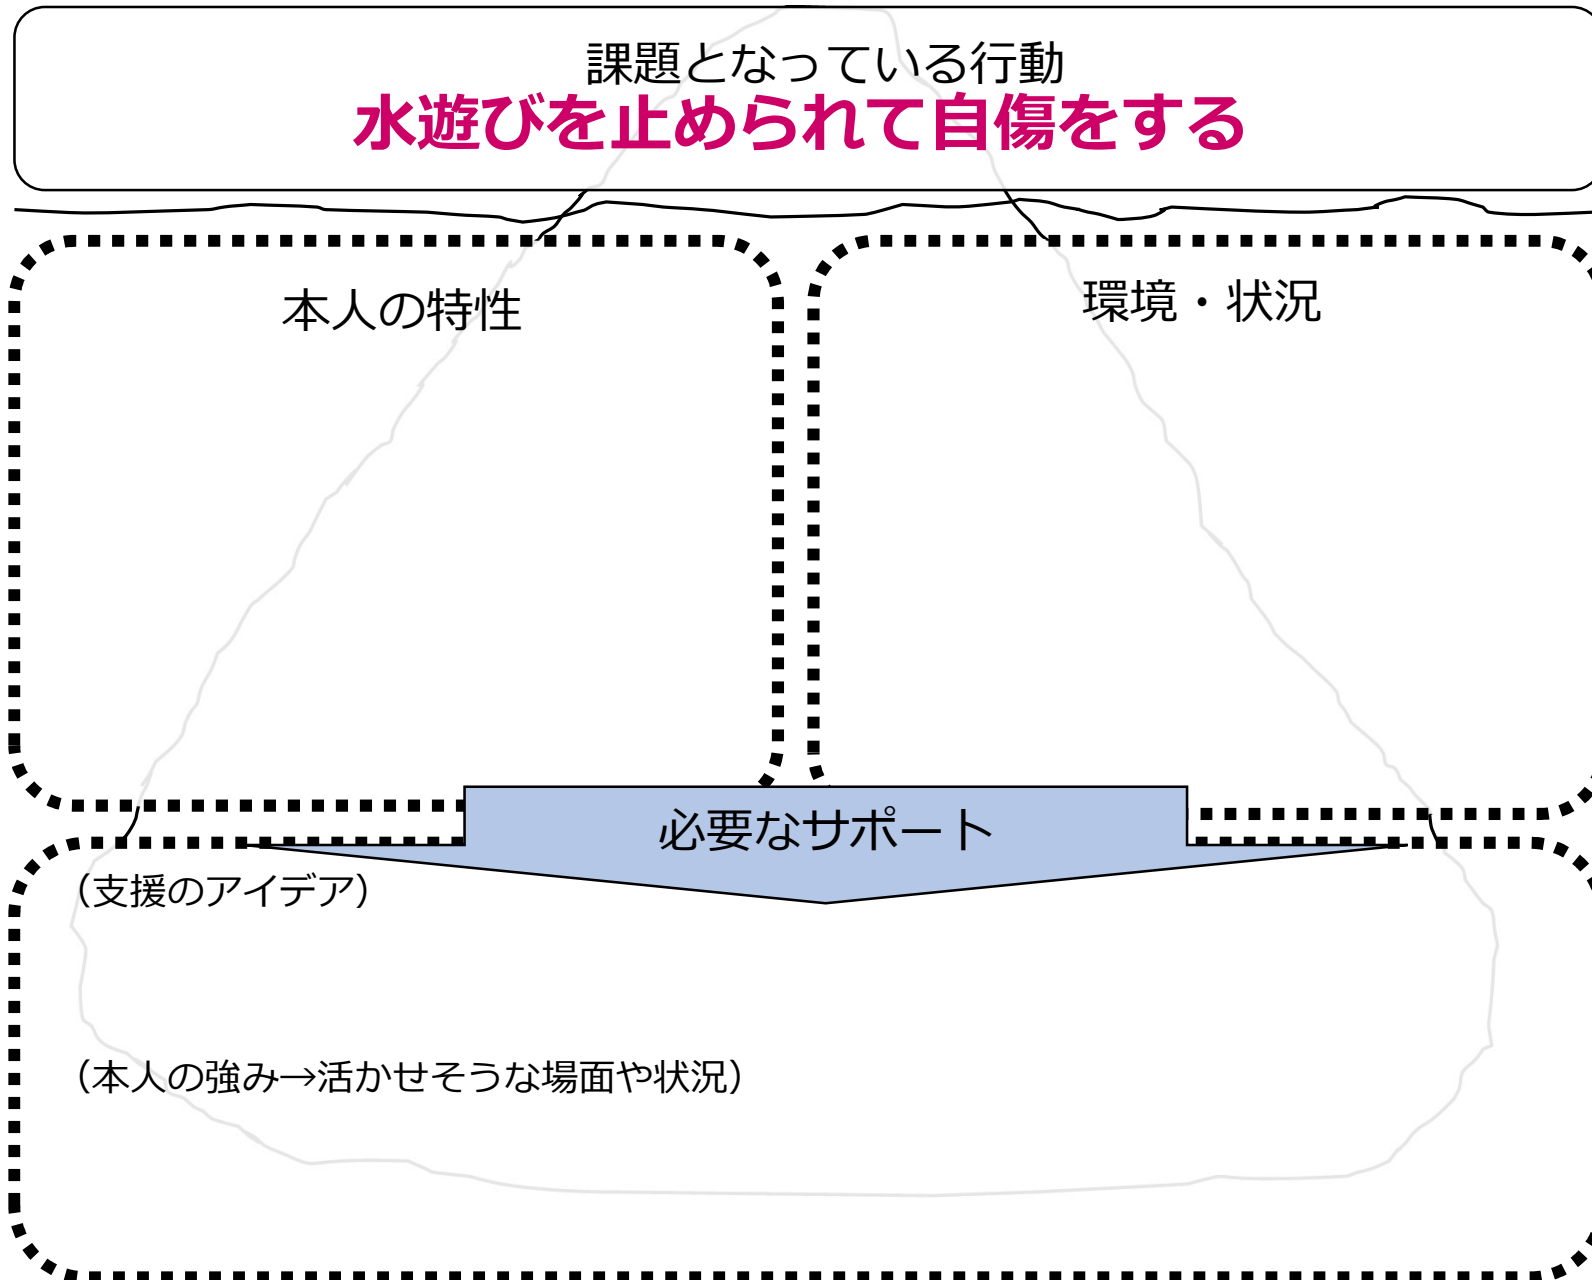 課題となっている行動
水遊びを止められて自傷をする
本人の特性
環境・状況
必要なサポート
（支援のアイデア）
（本人の強み→活かせそうな場面や状況）